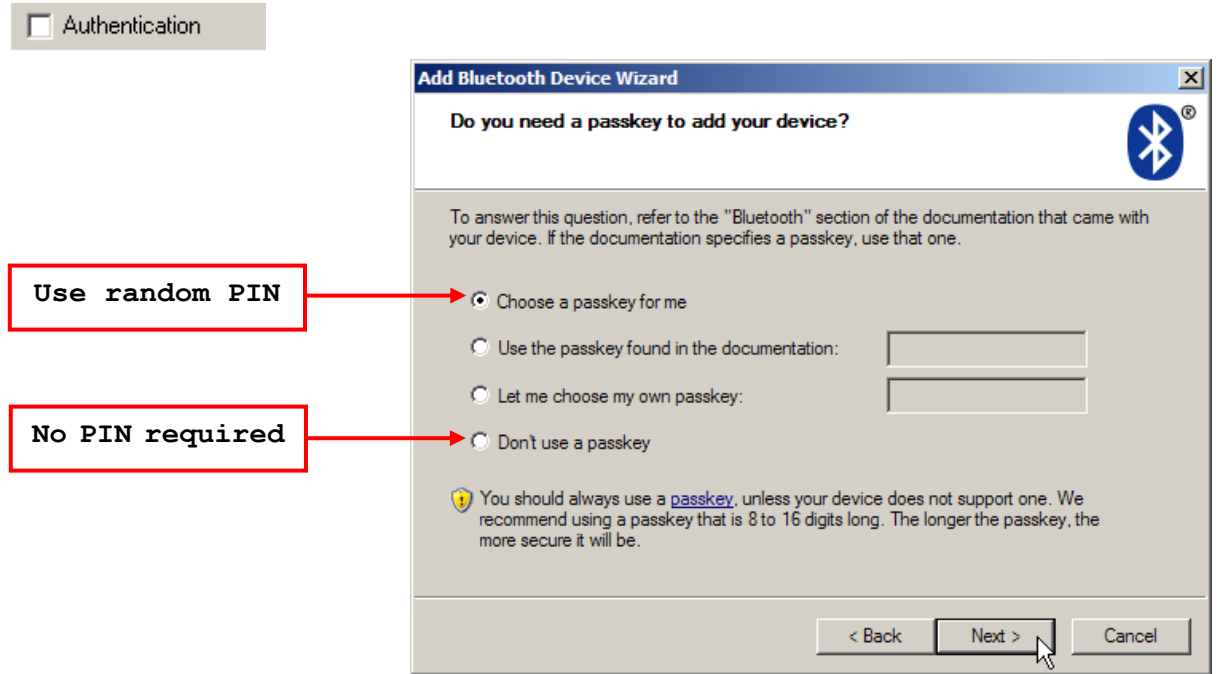 Authentication
Add Bluetooth Device Wizard
Do you need a passkey to add your device?
®
To answer this question, refer to the "Bluetooth" section of the documentation that came with
your device. If the documentation specifies a passkey, use that one.
Use random PIN
Choose a passkey for me
Use the passkey found in the documentation:
Let me choose my own passkey:
No PIN required
Don't use a passkey
You should always use a passkey, unless your device does not support one. We
recommend using a passkey that is 8 to 16 digits long. The longer the passkey, the
more secure it will be.
< Back
Next >
Cancel